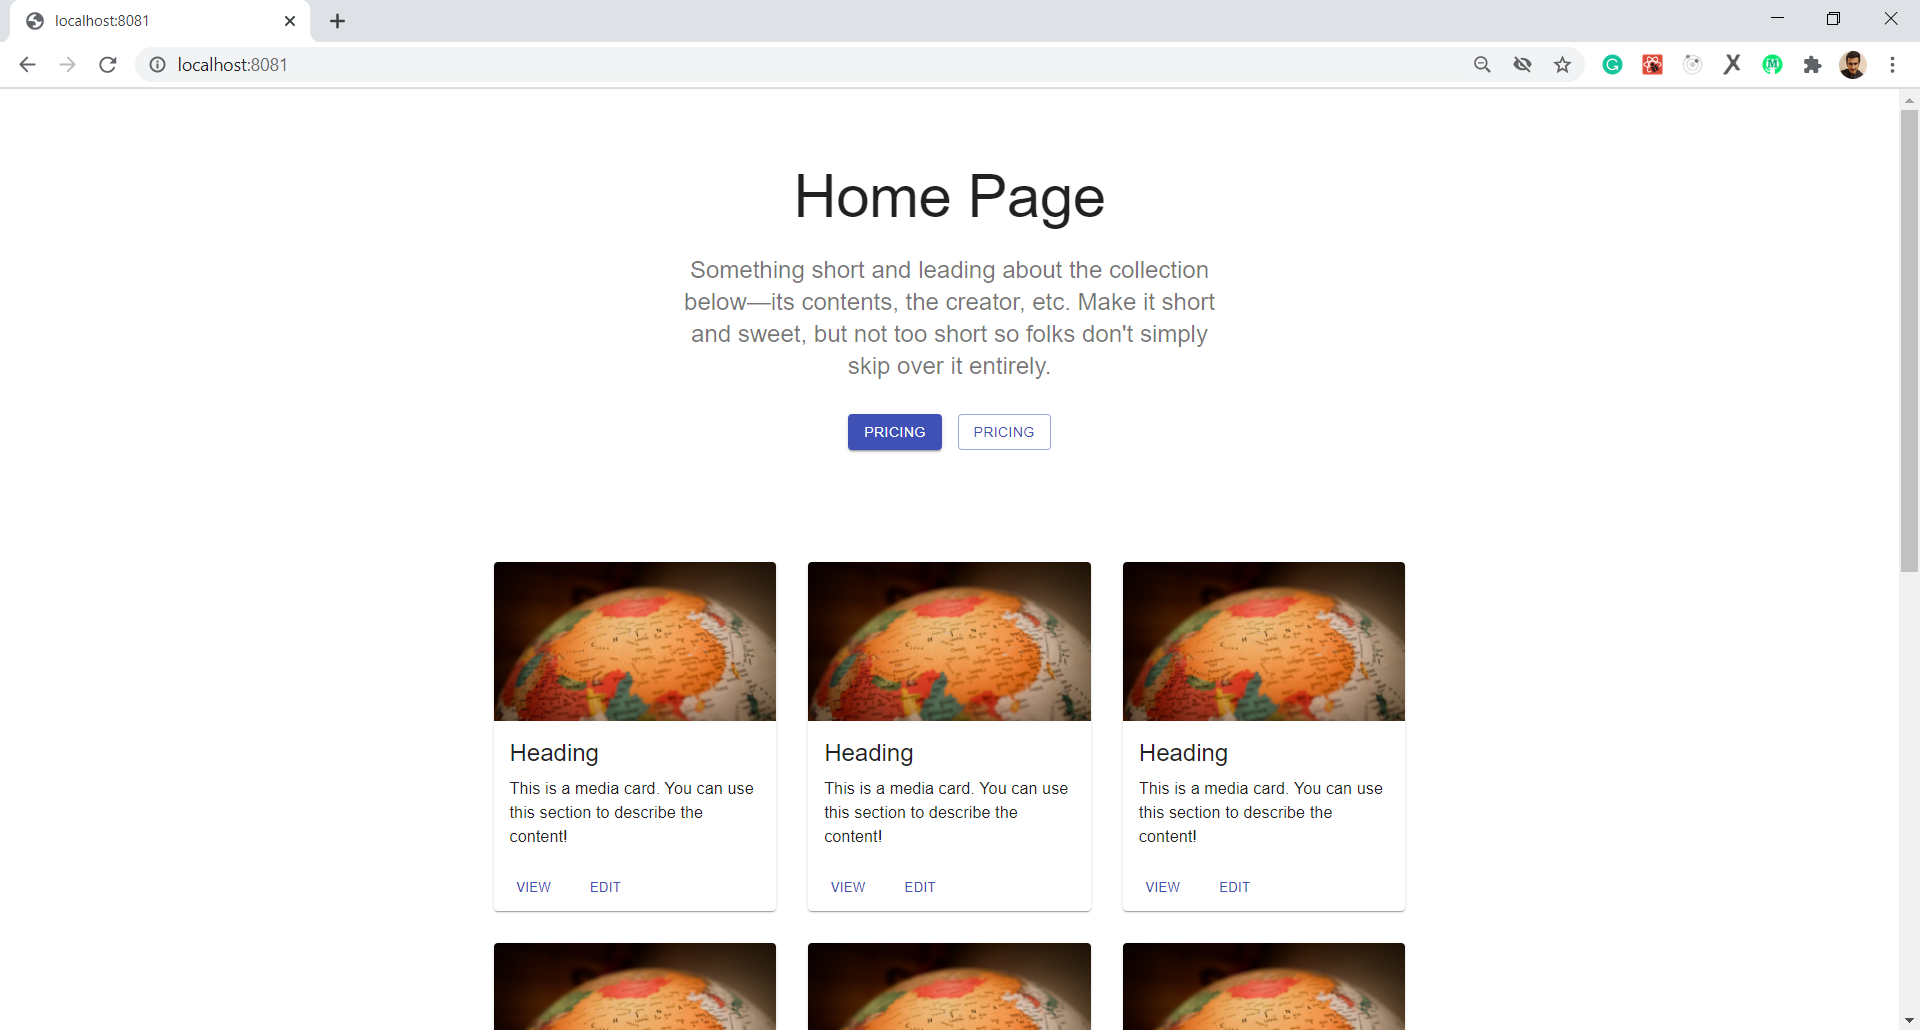 localhost:8081
localhost:8081
Home Page
Something short and leading about the collection
below—its contents, the creator, etc. Make it short
and sweet, but not too short so folks don't simply
skip over it entirely.
PRICING PRICING
Heading
This is a media card. You can use
this section to describe the
content!
VIEW EDIT
Heading
This is a media card. You can use
this section to describe the
content!
VIEW EDIT
Heading
This is a media card. You can use
this section to describe the
content!
VIEW EDIT